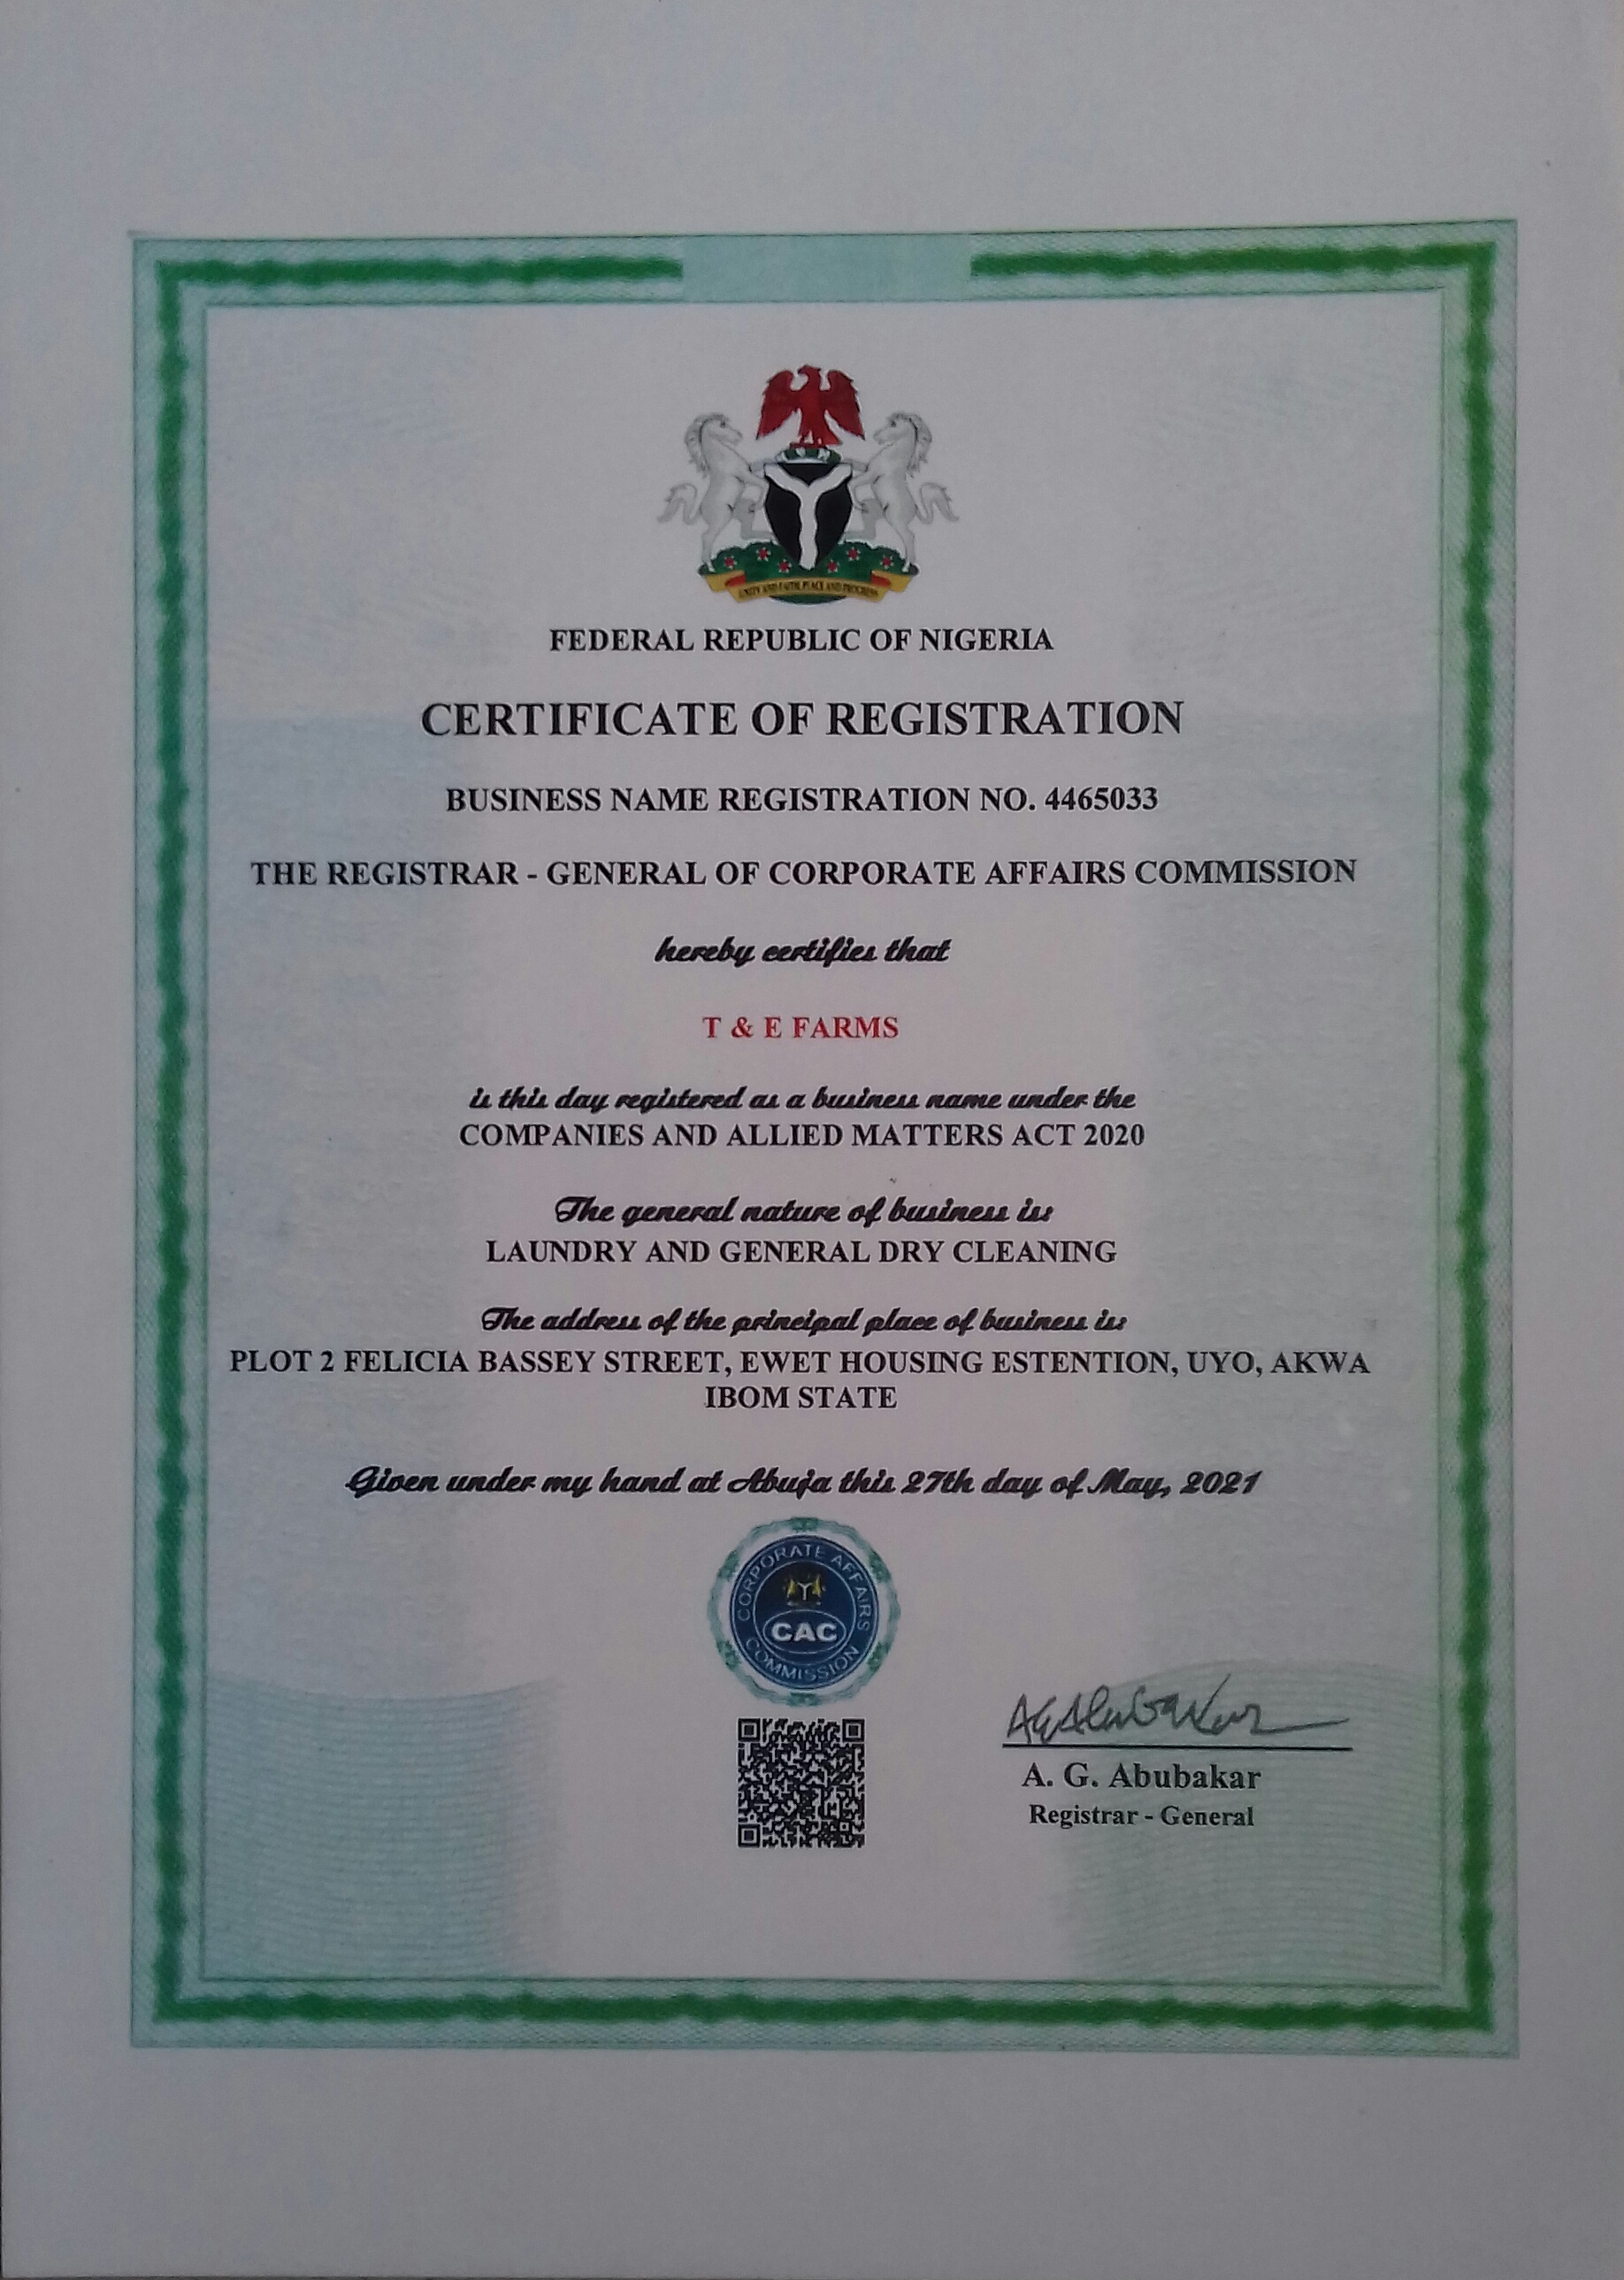 UNITY AND FAITH, PEACE AND PROGRESS
FEDERAL REPUBLIC OF NIGERIA
CERTIFICATE OF REGISTRATION
BUSINESS NAME REGISTRATION NO. 4465033
THE REGISTRAR - GENERAL OF CORPORATE AFFAIRS COMMISSION
hereby certifies that
T & E FARMS
is this day registered as a business name under the
COMPANIES AND ALLIED MATTERS ACT 2020
The general nature of business is:
LAUNDRY AND GENERAL DRY CLEANING
The address of the principal place of business is:
PLOT 2 FELICIA BASSEY STREET, EWET HOUSING ESTENTION, UYO, AKWA
IBOM STATE
Given under my hand at Abuja this 27th day of May, 2021
CORPORATE AFFAIRS
CAC
COMMISSION
AGAbubakar
A. G. Abubakar
Registrar - General